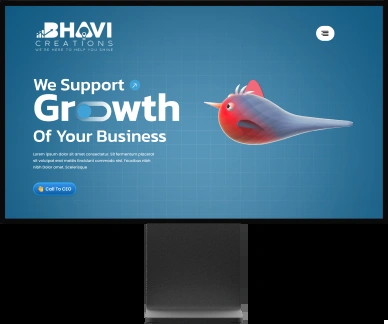 BHAVI
CREATIONS
WE'RE HERE TO HELP YOU SHINE
We Support
Growth
Of Your Business
Lorem ipsum dolor sit amet consectetur. Sit fermentum placerat
sit volutpat erat mattis tincidunt commodo nisl. Faucibus nibh
nibh dolor amet. Scelerisque
Call To CEO